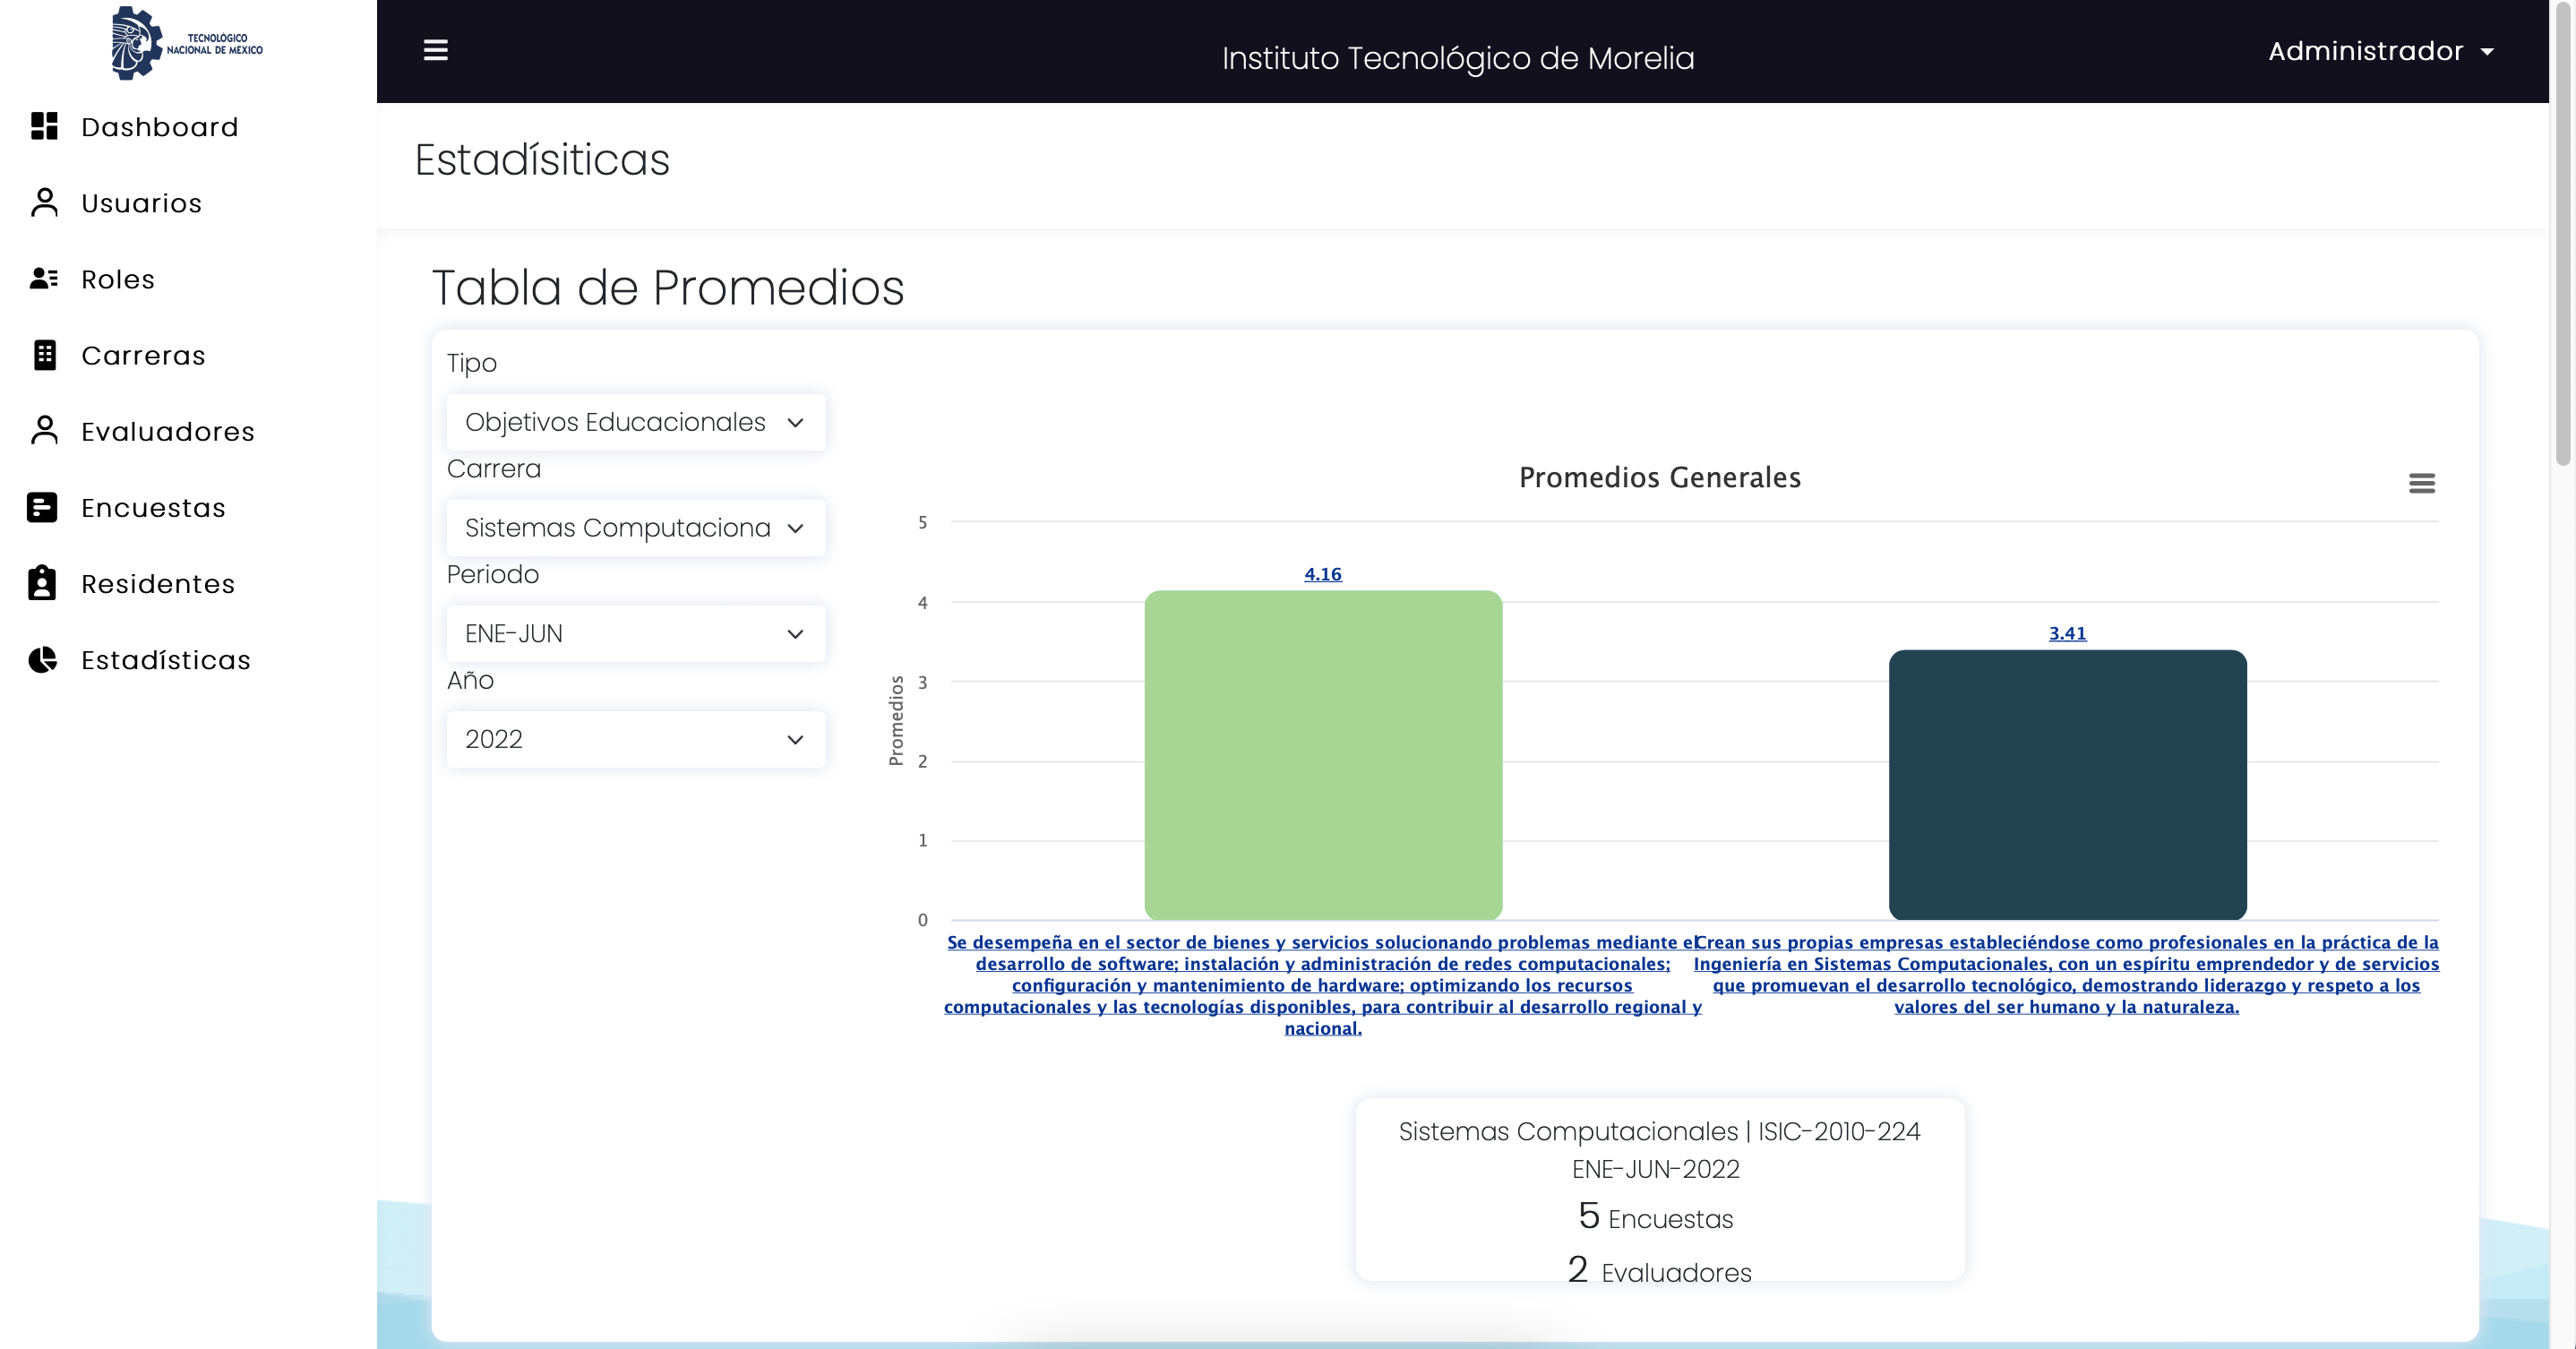 TECNOLÓGICO
NACIONAL DE MÉXICO
Dashboard
Usuarios
Roles
Carreras
Evaluadores
Encuestas
Residentes
Estadísticas
Instituto Tecnológico de Morelia
Administrador
Estadísiticas
Tabla de Promedios
Tipo
Objetivos Educacionales
Carrera
Sistemas Computaciona
Periodo
ENE-JUN
Año
2022
Promedios Generales
Promedios
5
4
3
2
1
0
4.16
3.41
Se desempeña en el sector de bienes y servicios solucionando problemas mediante el
desarrollo de software; instalación y administración de redes computacionales;
configuración y mantenimiento de hardware; optimizando los recursos
computacionales y las tecnologías disponibles, para contribuir al desarrollo regional y
nacional.
Crean sus propias empresas estableciéndose como profesionales en la práctica de la
Ingeniería en Sistemas Computacionales, con un espíritu emprendedor y de servicios
que promuevan el desarrollo tecnológico, demostrando liderazgo y respeto a los
valores del ser humano y la naturaleza.
Sistemas Computacionales | ISIC-2010-224
ENE-JUN-2022
5 Encuestas
2 Evaluadores